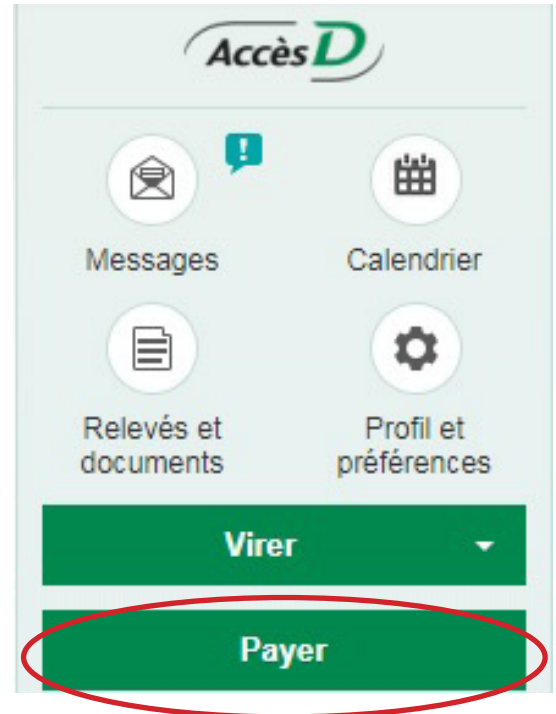 AccèsD
Messages
Calendrier
Relevés et
documents
Profil et
préférences
Virer
Payer